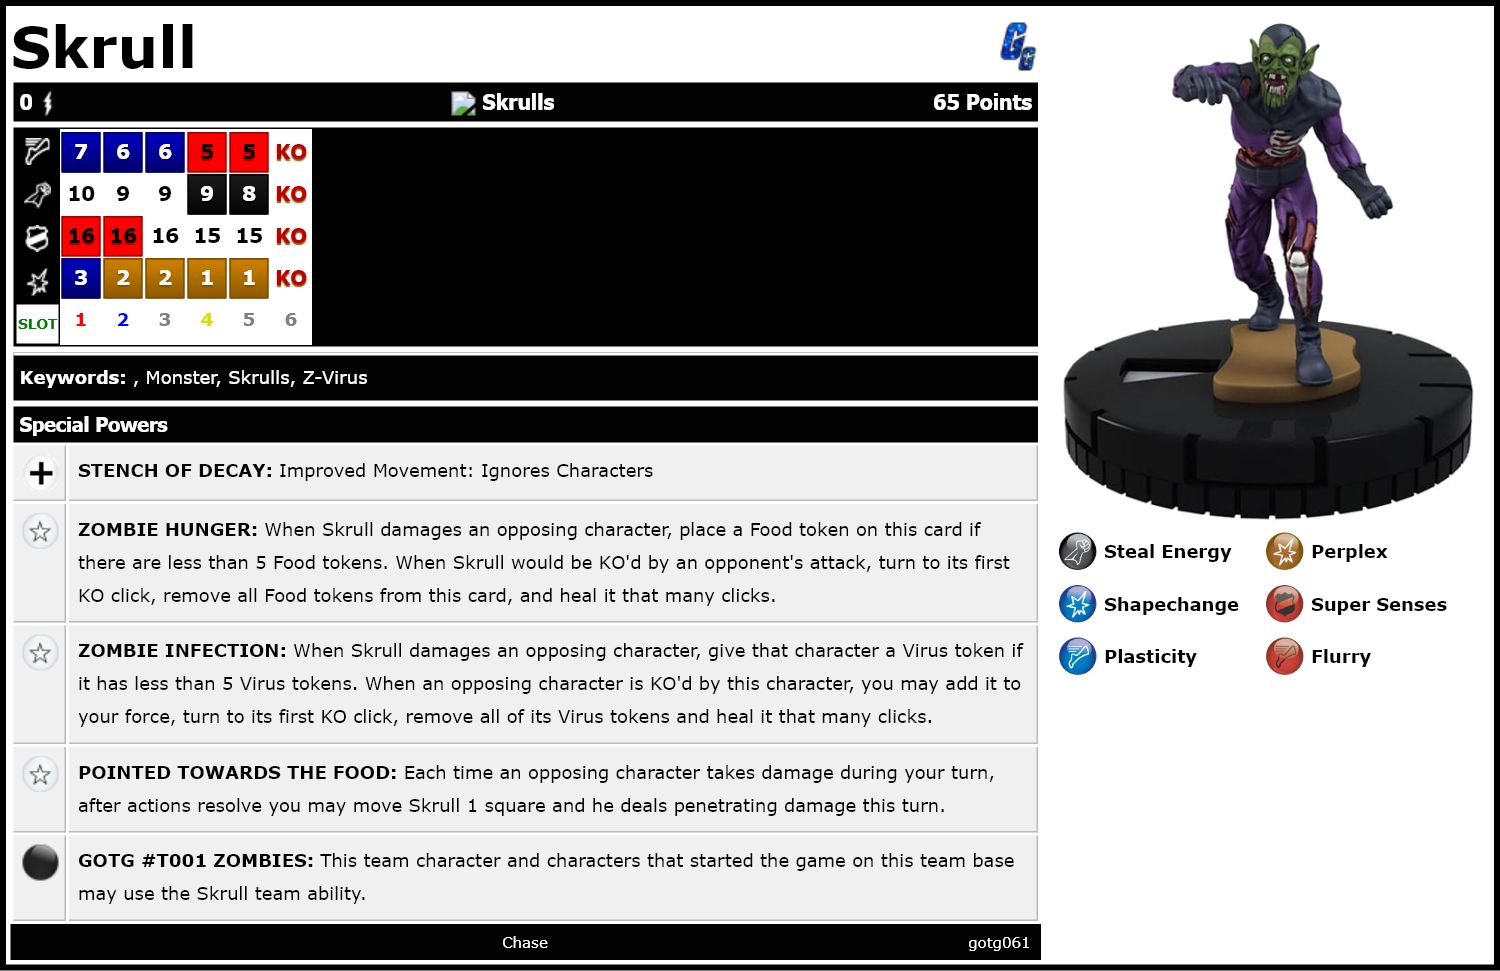 Skrull
GG
0 Skrulls 65 Points
7 6 6 5 5 KO
10 9 9 9 8 KO
16 16 16 15 15 KO
3 2 2 1 1 KO
SLOT 1 2 3 4 5 6
Keywords: , Monster, Skrulls, Z-Virus
Special Powers
STENCH OF DECAY: Improved Movement: Ignores Characters
ZOMBIE HUNGER: When Skrull damages an opposing character, place a Food token on this card if
there are less than 5 Food tokens. When Skrull would be KO'd by an opponent's attack, turn to its first
KO click, remove all Food tokens from this card, and heal it that many clicks.
ZOMBIE INFECTION: When Skrull damages an opposing character, give that character a Virus token if
it has less than 5 Virus tokens. When an opposing character is KO'd by this character, you may add it to
your force, turn to its first KO click, remove all of its Virus tokens and heal it that many clicks.
POINTED TOWARDS THE FOOD: Each time an opposing character takes damage during your turn,
after actions resolve you may move Skrull 1 square and he deals penetrating damage this turn.
GOTG #T001 ZOMBIES: This team character and characters that started the game on this team base
may use the Skrull team ability.
Chase gotg061
Steal Energy Perplex
Shapechange Super Senses
Plasticity Flurry